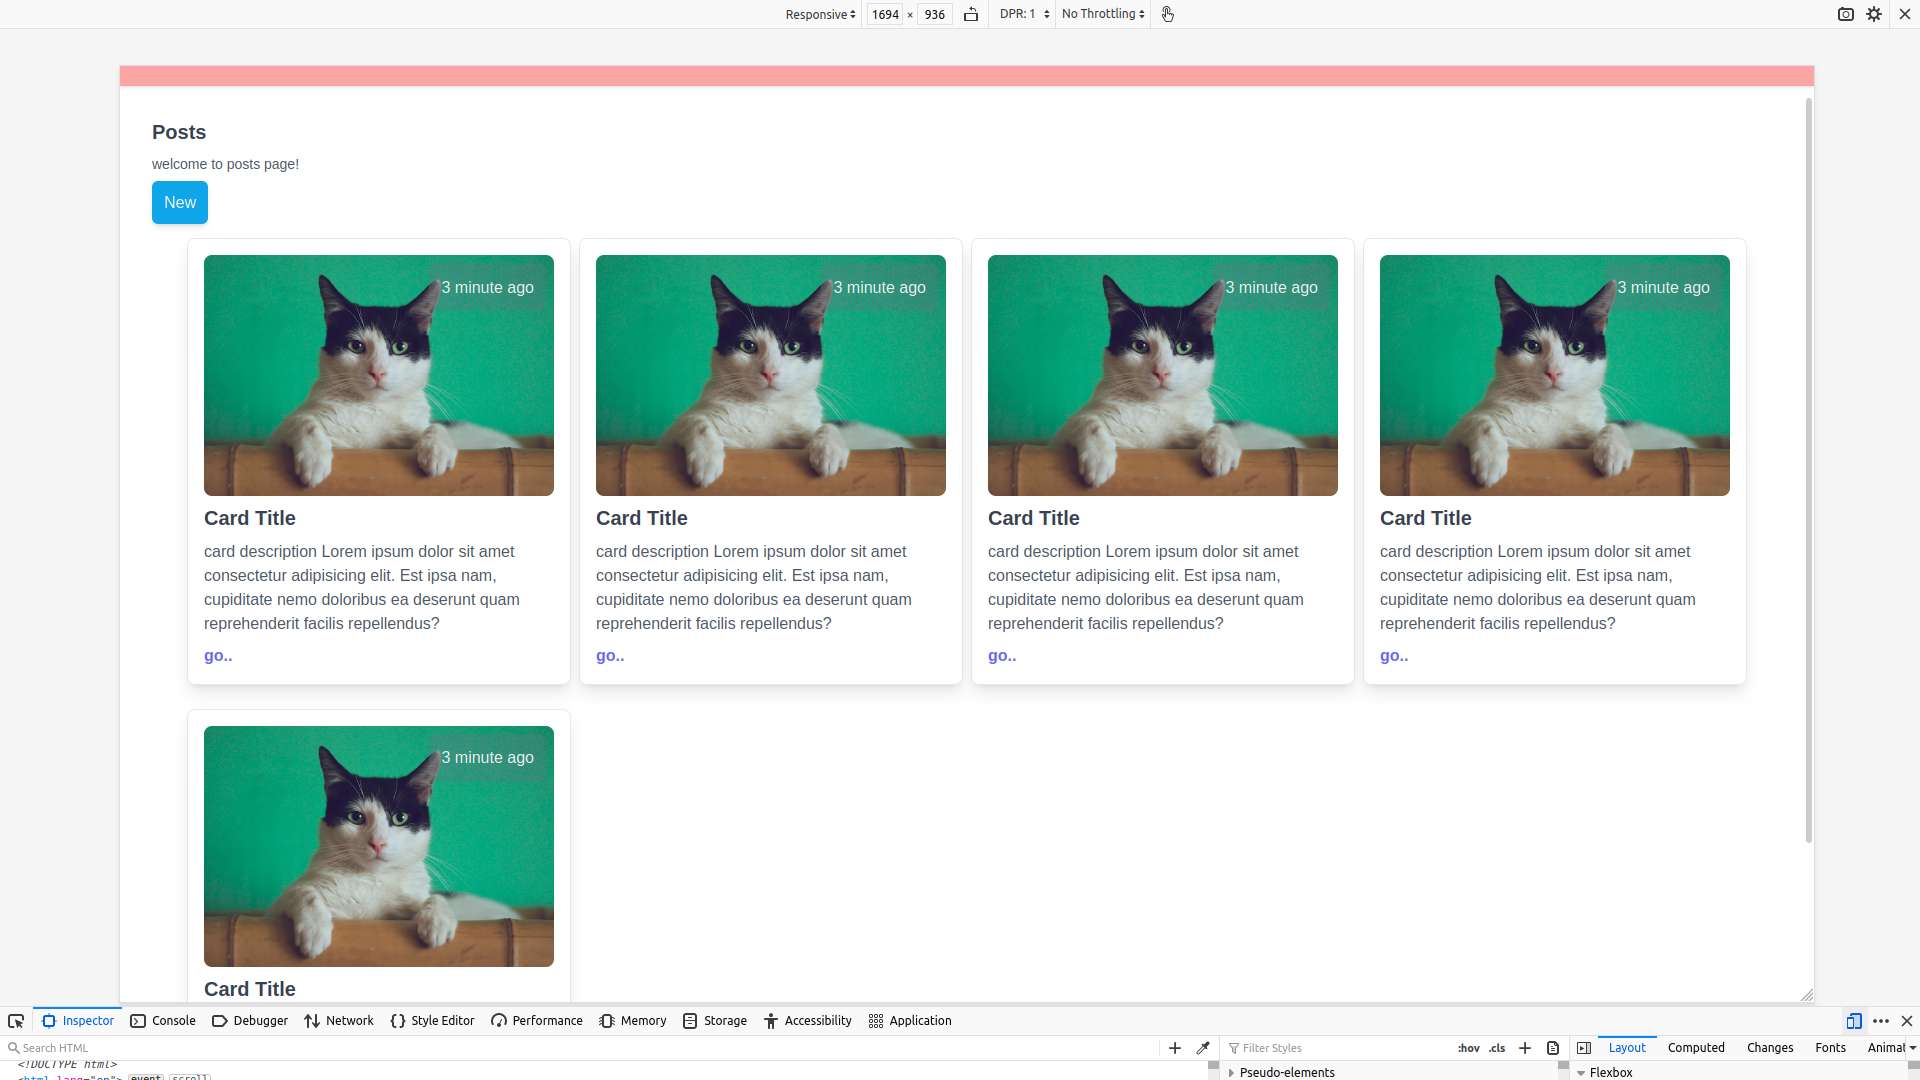 Responsive 1694 × 936 DPR: 1 No Throttling
Posts
welcome to posts page!
New
3 minute ago 3 minute ago 3 minute ago 3 minute ago
Card Title Card Title Card Title Card Title
card description Lorem ipsum dolor sit amet card description Lorem ipsum dolor sit amet card description Lorem ipsum dolor sit amet card description Lorem ipsum dolor sit amet
consectetur adipisicing elit. Est ipsa nam, consectetur adipisicing elit. Est ipsa nam, consectetur adipisicing elit. Est ipsa nam, consectetur adipisicing elit. Est ipsa nam,
cupiditate nemo doloribus ea deserunt quam cupiditate nemo doloribus ea deserunt quam cupiditate nemo doloribus ea deserunt quam cupiditate nemo doloribus ea deserunt quam
reprehenderit facilis repellendus? reprehenderit facilis repellendus? reprehenderit facilis repellendus? reprehenderit facilis repellendus?
go.. go.. go.. go..
3 minute ago
Card Title
Inspector Console Debugger Network Style Editor Performance Memory Storage Accessibility Application
Search HTML Filter Styles :hov .cls Layout Computed Changes Fonts Animat
<!DOCTYPE html> Pseudo-elements Flexbox
<html lang="en"> event scroll